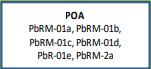 POA
PbRM-01a, PbRM-01b,
PbRM-01c, PbRM-01d,
PbR-01e, PbRM-2a